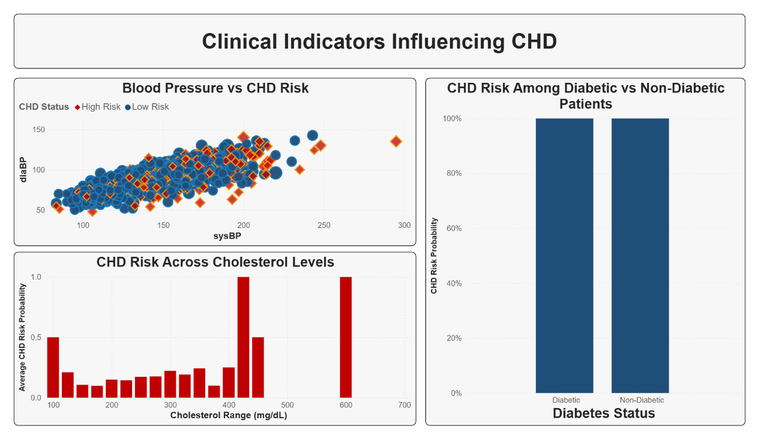 Clinical Indicators Influencing CHD
Blood Pressure vs CHD Risk
CHD Status High Risk Low Risk
150
100
50
diaBP
100 150 200 250 300
sysBP
CHD Risk Across Cholesterol Levels
1.0
0.5
0.0
Average CHD Risk Probability
100 200 300 400 500 600 700
Cholesterol Range (mg/dL)
CHD Risk Among Diabetic vs Non-Diabetic
Patients
100%
80%
60%
40%
20%
0%
CHD Risk Probability
Diabetic Non-Diabetic
Diabetes Status